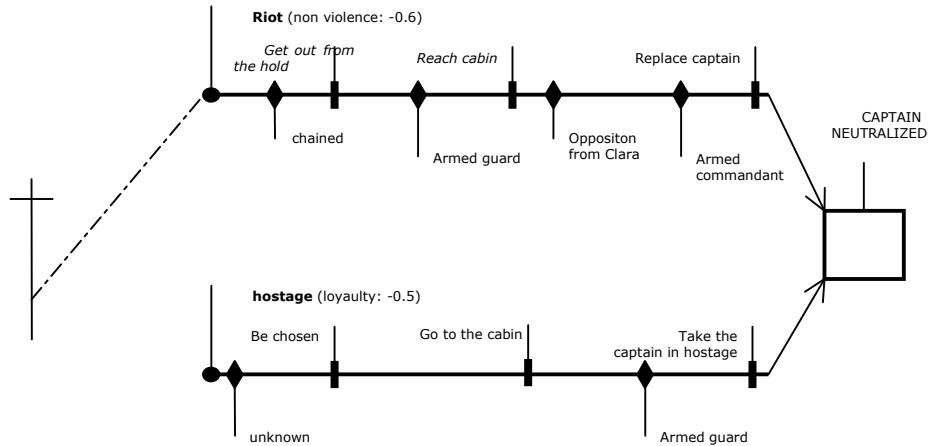 Riot (non violence: -0.6)
Get out from
the hold
Reach cabin
Replace captain
chained
Armed guard
Oppositon
from Clara
Armed
commandant
CAPTAIN
NEUTRALIZED
hostage (loyaulty: -0.5)
Be chosen
Go to the cabin
Take the
captain in hostage
unknown
Armed guard